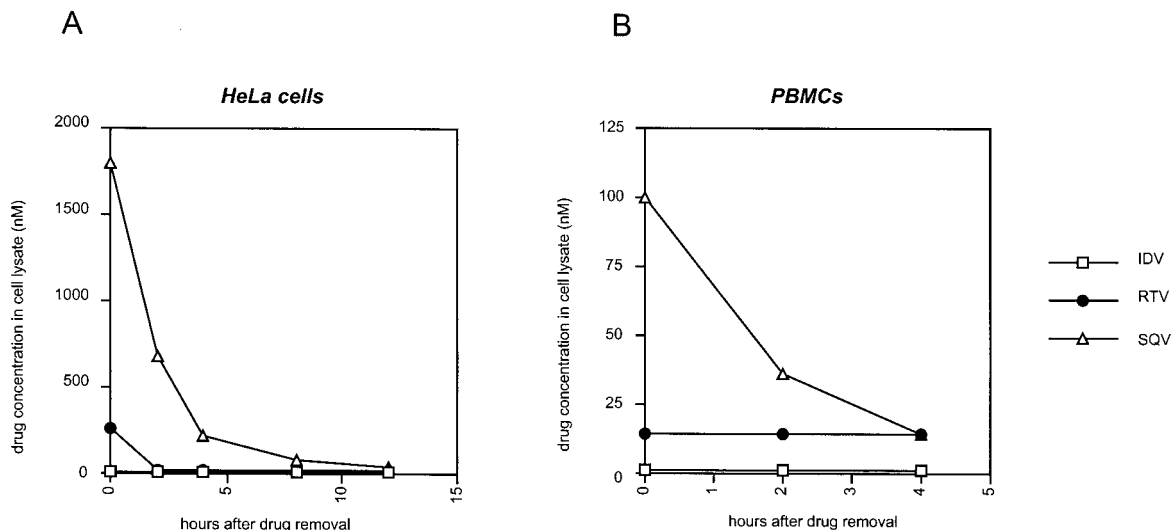 A
B
HeLa cells
PBMCs
drug concentration in cell lysate (nM)
2000
1500
1000
500
0
0
5
10
15
hours after drug removal
drug concentration in cell lysate (nM)
125
100
75
50
25
0
0
1
2
3
4
5
hours after drug removal
IDV
RTV
SQV